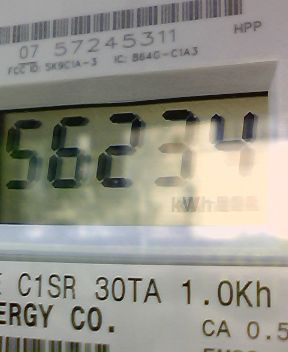 07 57245311 HPP
FCC ID: SK9C1A-3 IC: B64G-C1A3
56234
kWh
C1SR 30TA 1.0Kh
ERGY CO.
CA 0.5